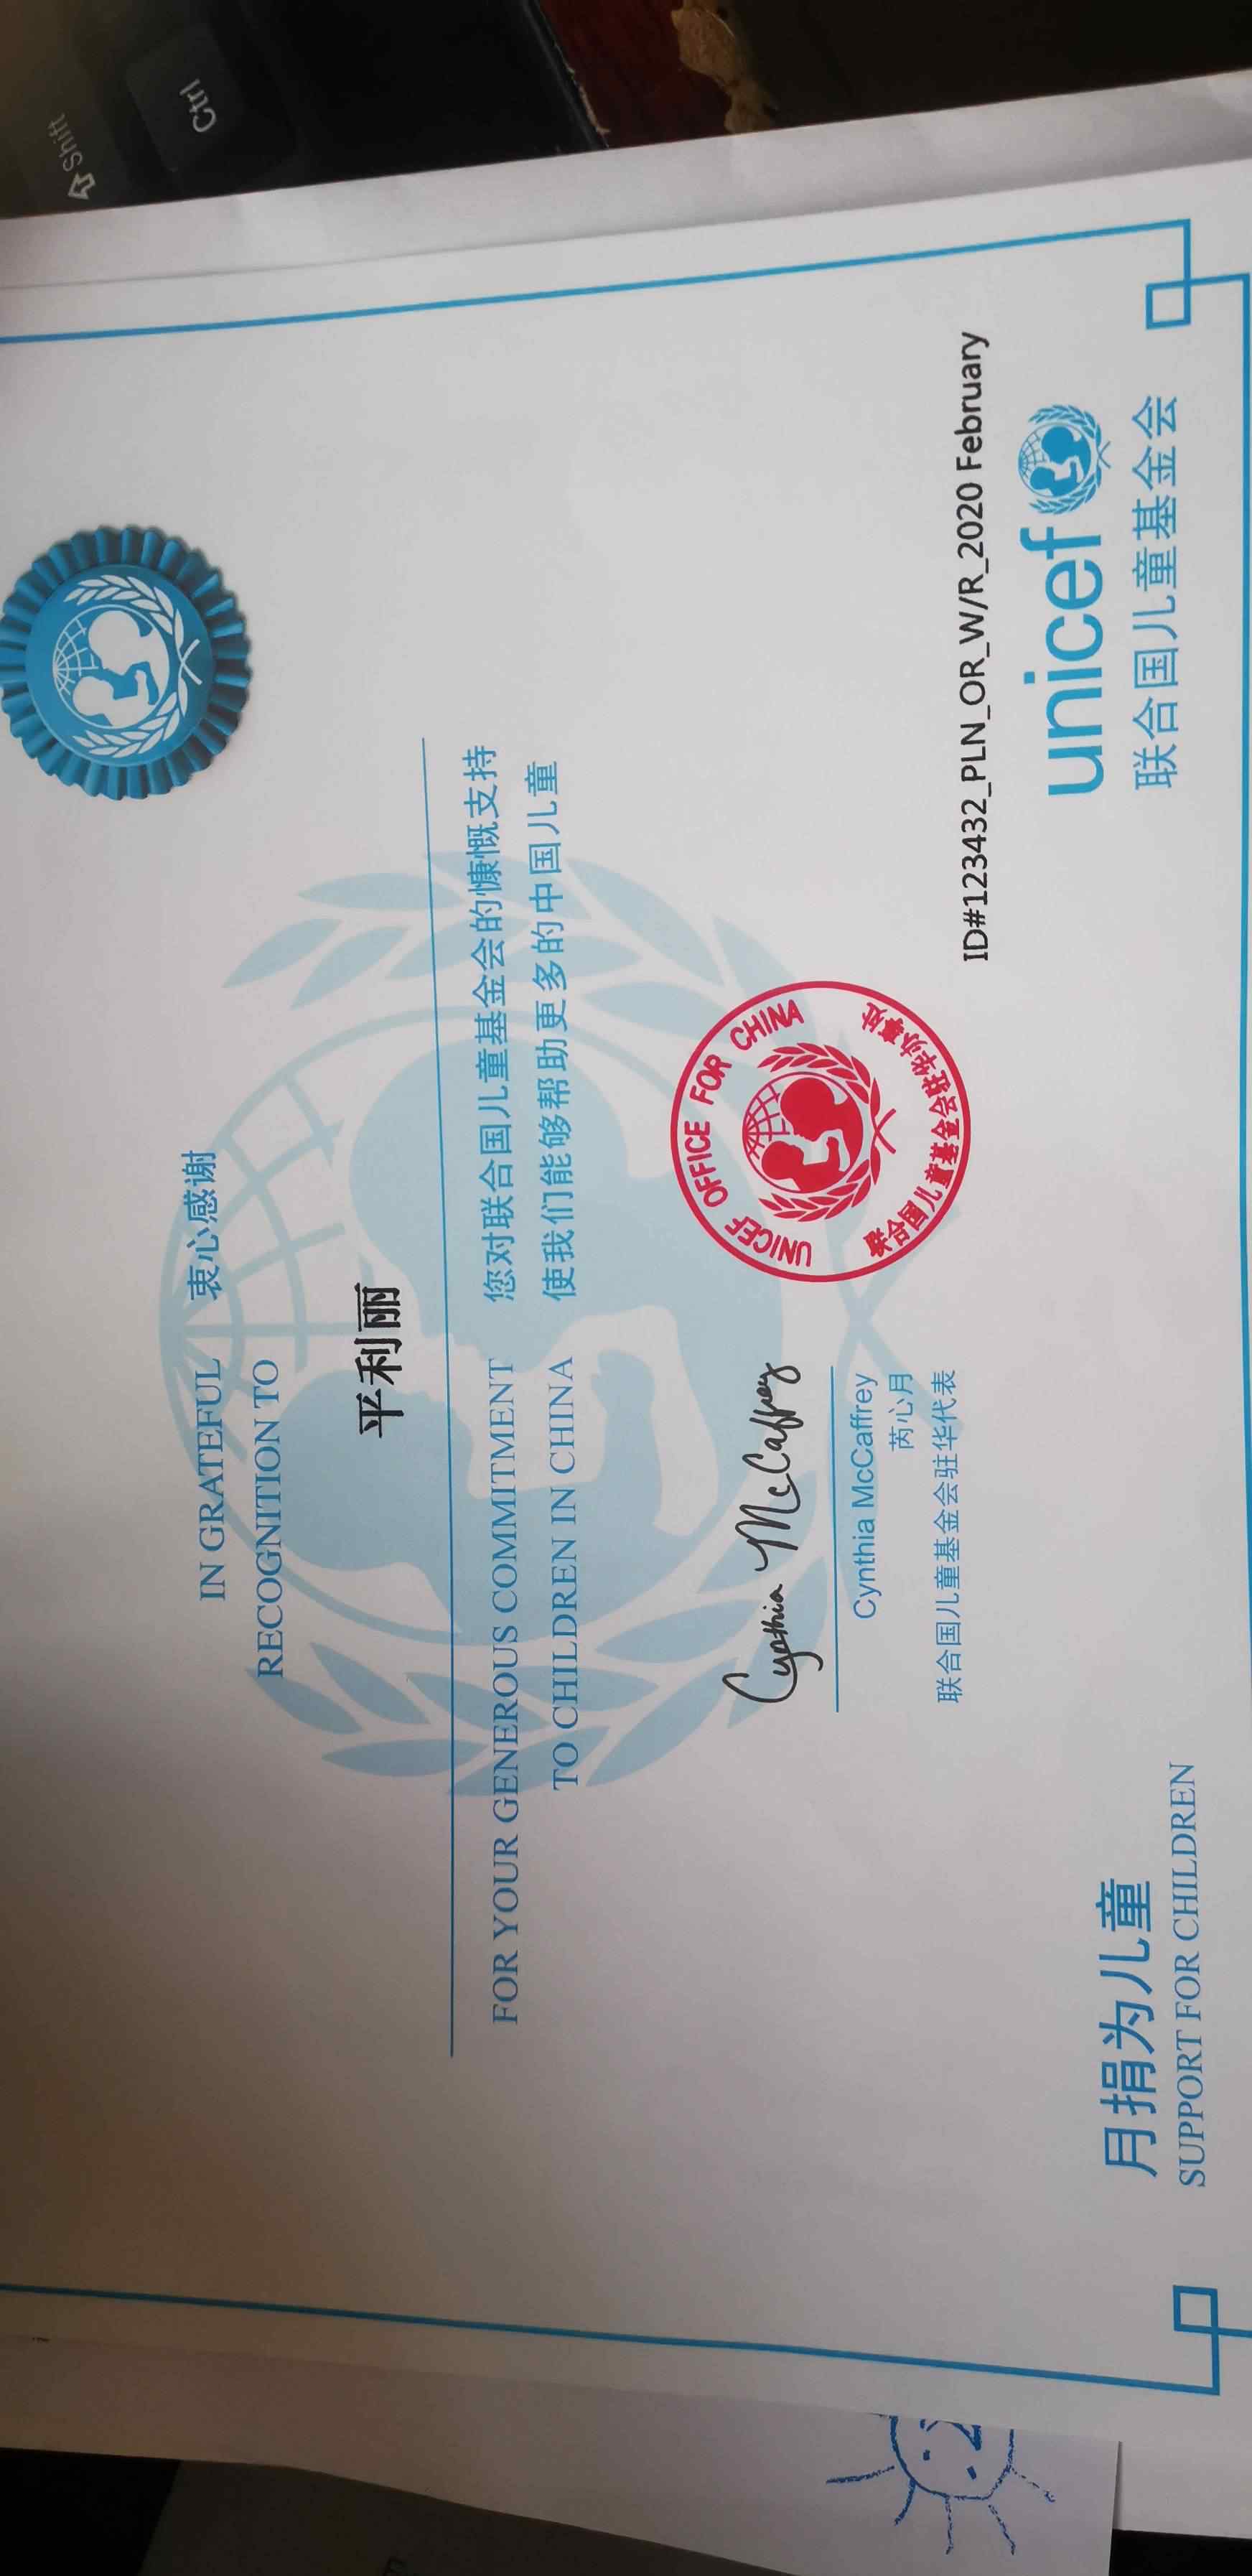 IN GRATEFUL 衷心感谢
RECOGNITION TO
平利丽
FOR YOUR GENEROUS COMMITMENT 您对联合国儿童基金会的慷慨支持
TO CHILDREN IN CHINA 使我们能够帮助更多的中国儿童
Cynthia McCaffrey
Cynthia McCaffrey
芮心月
联合国儿童基金会驻华代表
UNICEF OFFICE FOR CHINA
联合国儿童基金会驻华办事处
ID#123432_PLN_OR_W/R_2020 February
月捐为儿童
SUPPORT FOR CHILDREN
unicef
联合国儿童基金会
Shift
Ctrl